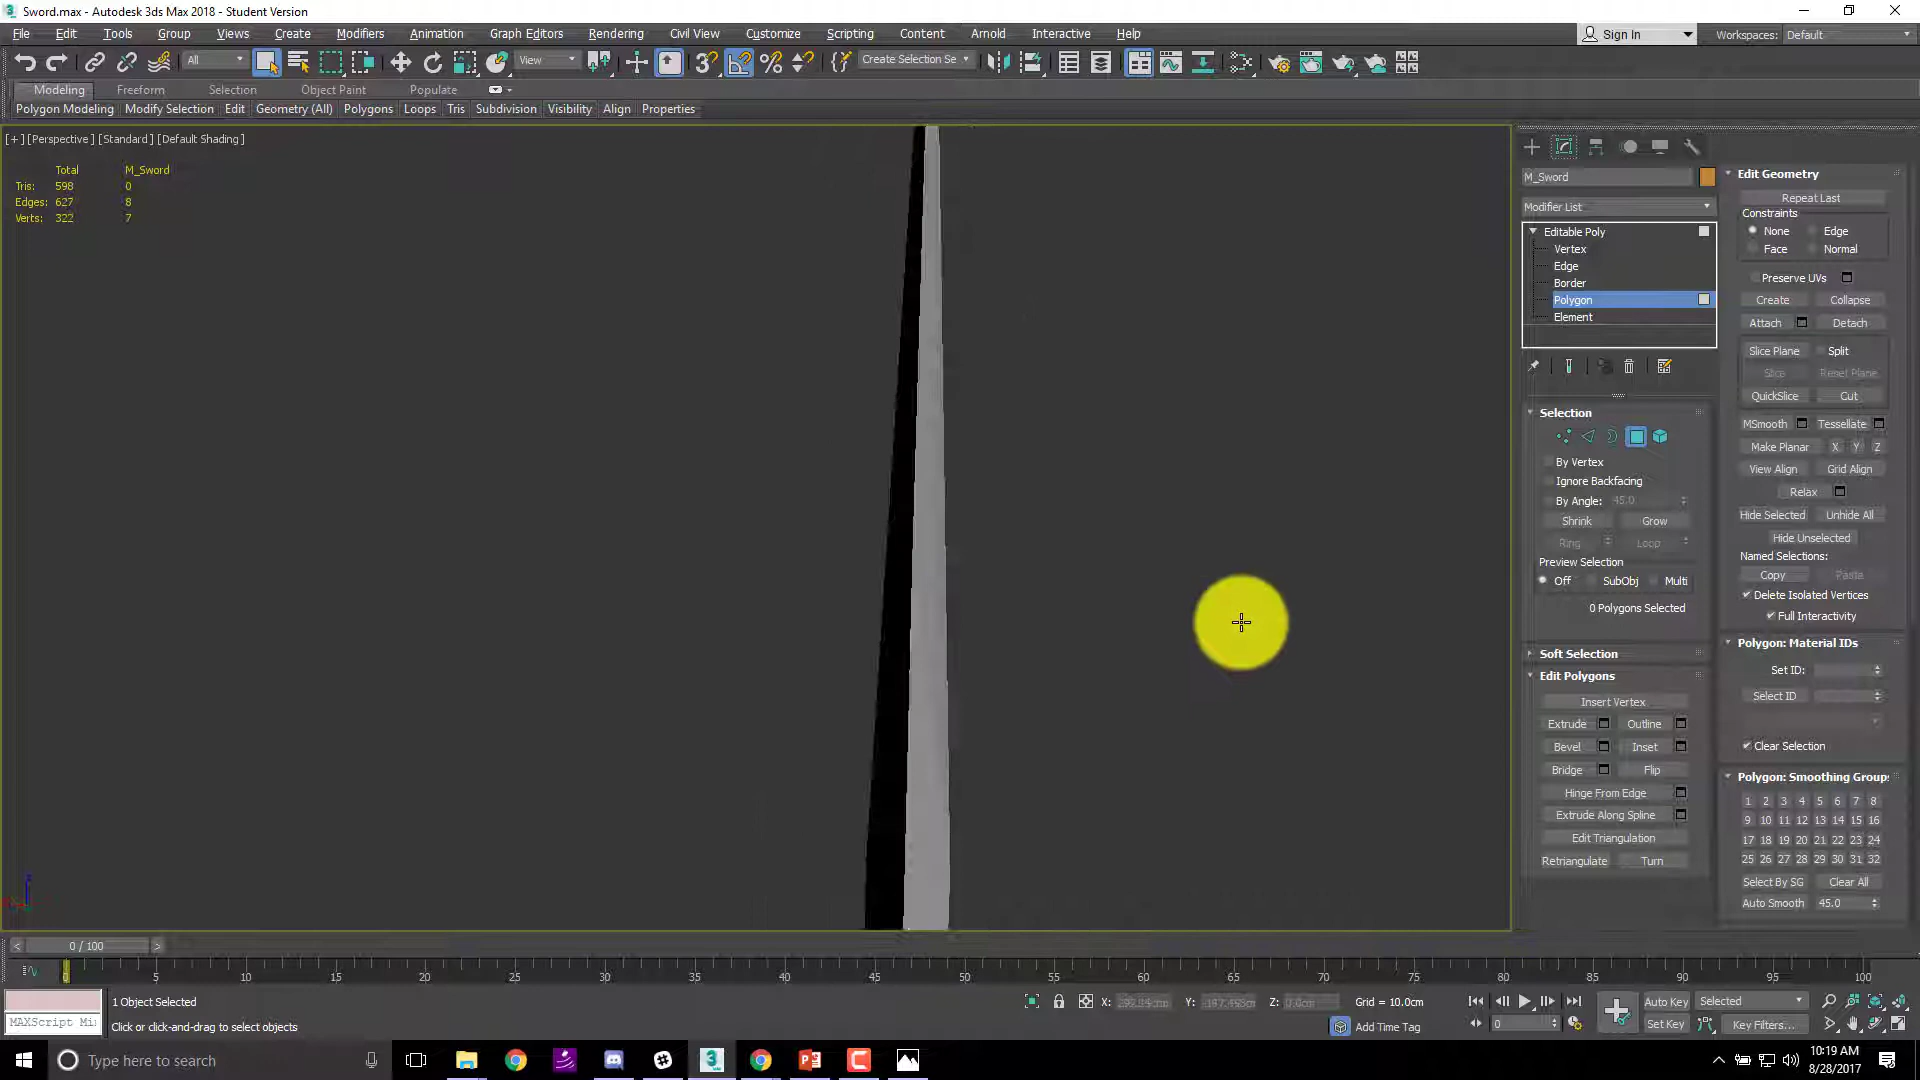 Sword.max - Autodesk 3ds Max 2018 - Student Version
File Edit Tools Group Views Create Modifiers Animation Graph Editors Rendering Civil View Customize Scripting Content Arnold Interactive Help
Sign In Workspaces: Default
All View Create Selection Se
Modeling Freeform Selection Object Paint Populate
Polygon Modeling Modify Selection Edit Geometry (All) Polygons Loops Tris Subdivision Visibility Align Properties
[+] [Perspective ] [Standard ] [Default Shading ]
Total M_Sword
Tris: 598 0
Edges: 627 8
Verts: 322 7
M_Sword
Modifier List
Editable Poly
Vertex
Edge
Border
Polygon
Element
Selection
By Vertex
Ignore Backfacing
By Angle: 45.0
Shrink Grow
Ring Loop
Preview Selection
Off SubObj Multi
0 Polygons Selected
Soft Selection
Edit Polygons
Insert Vertex
Extrude Outline
Bevel Inset
Bridge Flip
Hinge From Edge
Extrude Along Spline
Edit Triangulation
Retriangulate Turn
Edit Geometry
Repeat Last
Constraints
None Edge
Face Normal
Preserve UVs
Create Collapse
Attach Detach
Slice Plane Split
Slice Reset Plane
QuickSlice Cut
MSmooth Tessellate
Make Planar X Y Z
View Align Grid Align
Relax
Hide Selected Unhide All
Hide Unselected
Named Selections:
Copy Paste
Delete Isolated Vertices
Full Interactivity
Polygon: Material IDs
Set ID:
Select ID
Clear Selection
Polygon: Smoothing Groups
1 2 3 4 5 6 7 8
9 10 11 12 13 14 15 16
17 18 19 20 21 22 23 24
25 26 27 28 29 30 31 32
Select By SG Clear All
Auto Smooth 45.0
< 0 / 100 >
0 5 10 15 20 25 30 35 40 45 50 55 60 65 70 75 80 85 90 95 100
1 Object Selected
X: Y: Z: 0.0cm Grid = 10.0cm
Auto Key Selected
MAXScript Mi
Click or click-and-drag to select objects
Add Time Tag
0
Set Key Key Filters...
Type here to search
10:19 AM
8/28/2017